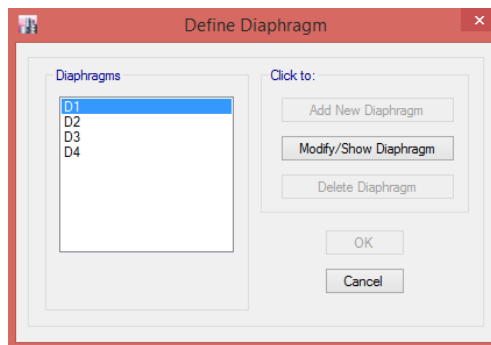 Define Diaphragm
Diaphragms
D1
D2
D3
D4
Click to:
Add New Diaphragm
Modify/Show Diaphragm
Delete Diaphragm
OK
Cancel